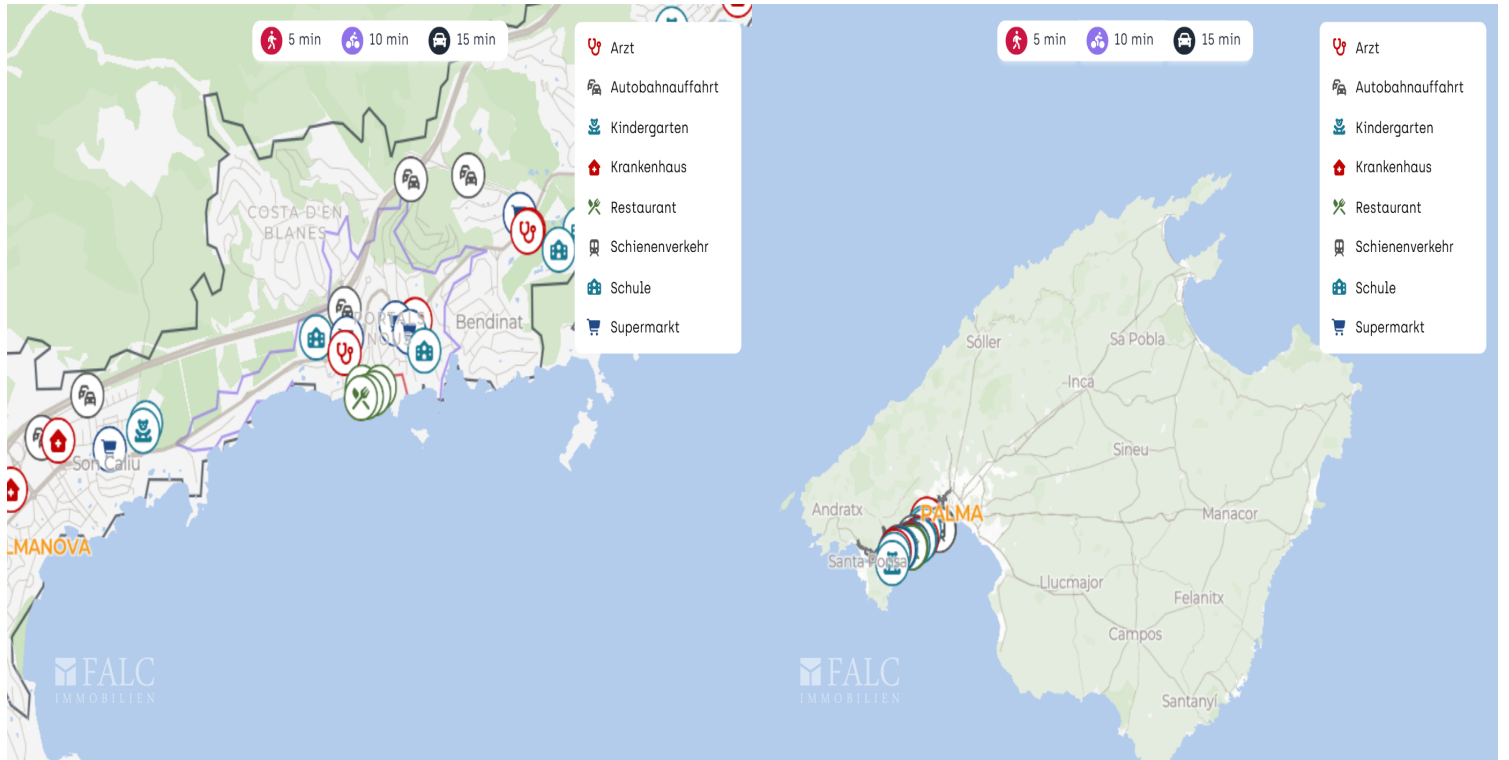 5 min
10 min
15 min
Arzt
Autobahnauffahrt
Kindergarten
Krankenhaus
Restaurant
Schienenverkehr
Schule
Supermarkt
COSTA D'EN
BLANES
PORTALS
NOUS
Bendinat
Son Caliu
LMANOVA
FALC
IMMOBILIEN
5 min
10 min
15 min
Arzt
Autobahnauffahrt
Kindergarten
Krankenhaus
Restaurant
Schienenverkehr
Schule
Supermarkt
Sóller
Sa Pobla
Inca
Sineu
Andratx
PALMA
Manacor
Santa Ponsa
Llucmajor
Felanitx
Campos
Santanyí
FALC
IMMOBILIEN